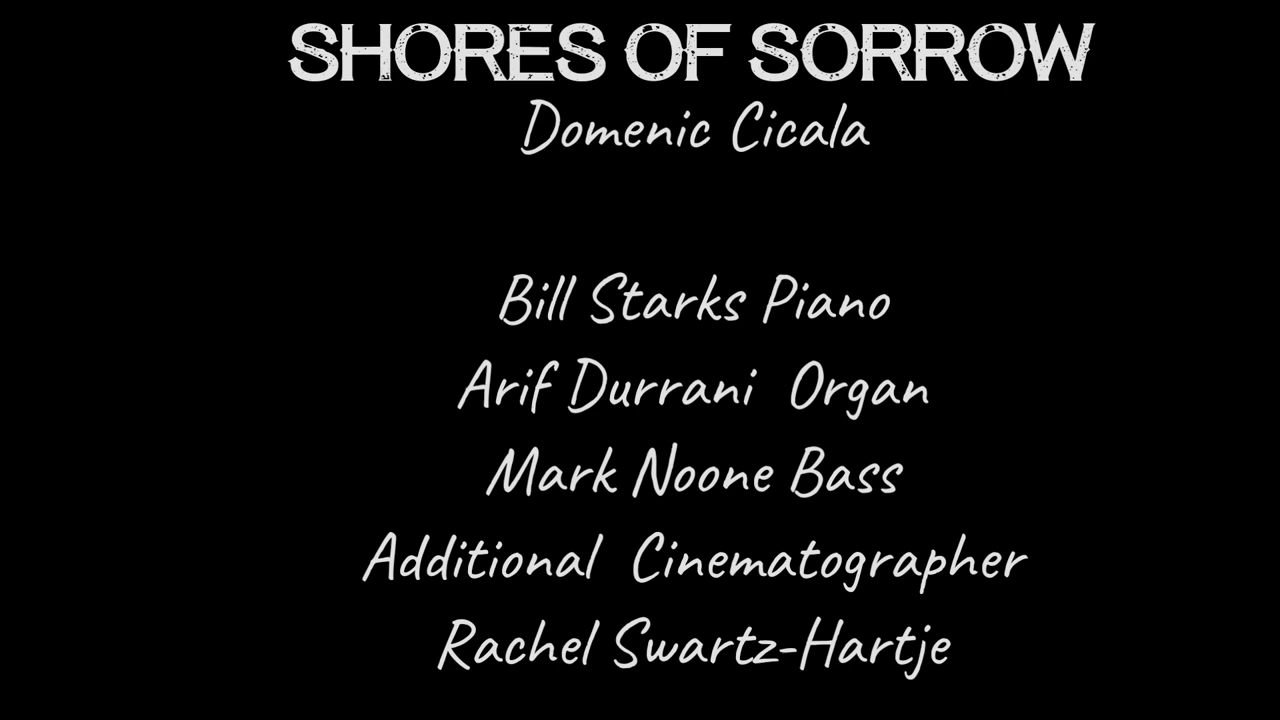 SHORES OF SORROW
Domenic Cicala
Bill Starks Piano
Arif Durrani Organ
Mark Noone Bass
Additional Cinematographer
Rachel Swartz-Hartje